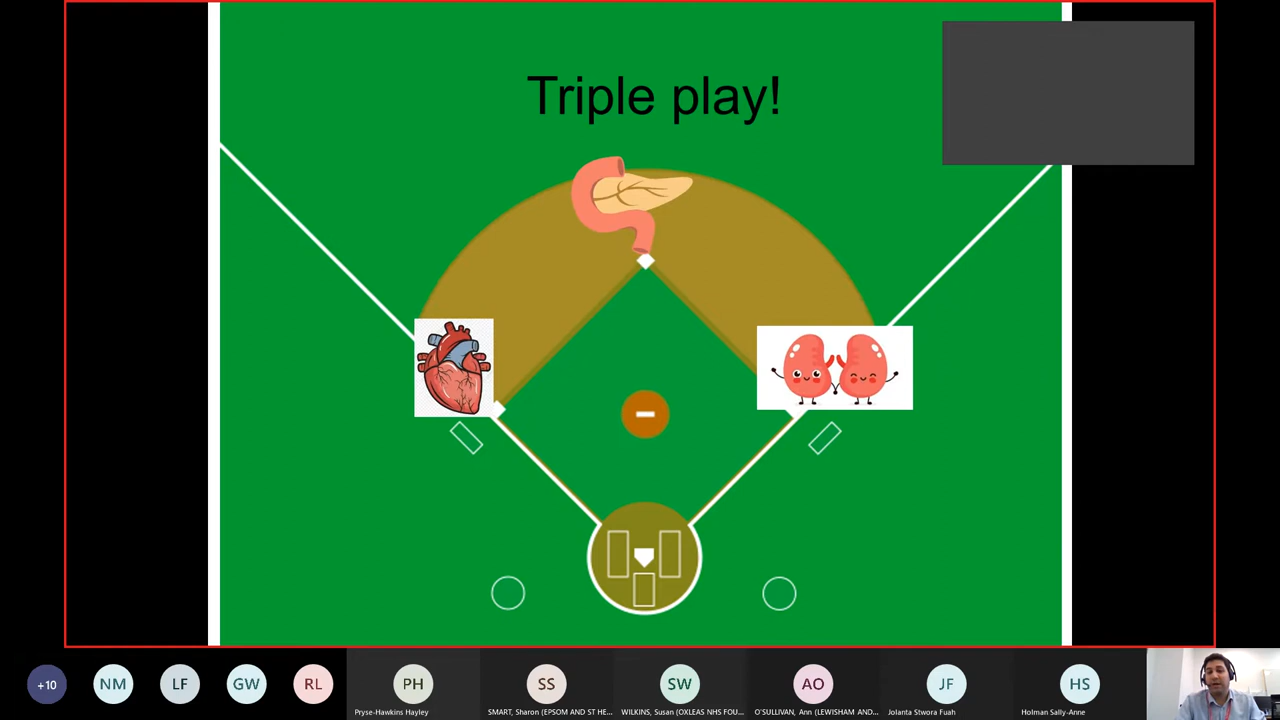 Triple play!
+10
NM
LF
GW
RL
PH
SS
SW
AO
JF
HS
Pryse-Hawkins Hayley
SMART, Sharon (EPSOM AND ST HE...
WILKINS, Susan (OXLEAS NHS FOU...
O'SULLIVAN, Ann (LEWISHAM AND...
Jolanta Stwora Fuah
Holman Sally-Anne